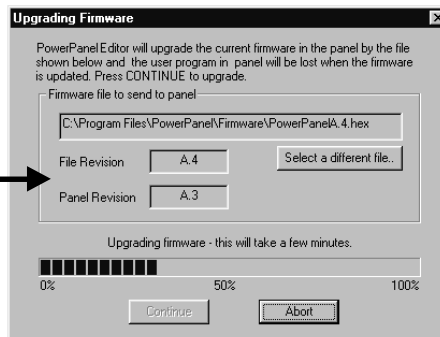 Upgrading Firmware
PowerPanel Editor will upgrade the current firmware in the panel by the file
shown below and the user program in panel will be lost when the firmware
is updated. Press CONTINUE to upgrade.
Firmware file to send to panel
C:\Program Files\PowerPanel\Firmware\PowerPanelA.4.hex
File Revision A.4 Select a different file..
Panel Revision A.3
Upgrading firmware - this will take a few minutes.
0% 50% 100%
Continue Abort